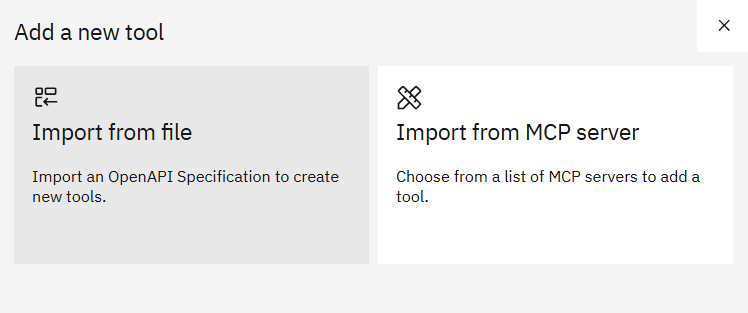 Add a new tool
Import from file
Import an OpenAPI Specification to create
new tools.
Import from MCP server
Choose from a list of MCP servers to add a
tool.